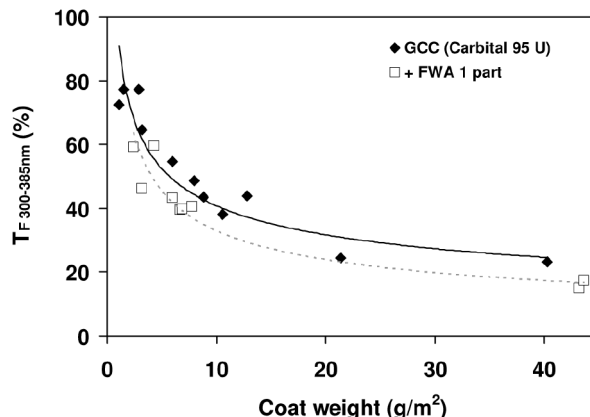 100
80
60
40
20
0
0 10 20 30 40
T F 300-385nm (%)
Coat weight (g/m²)
GCC (Carbital 95 U)
+ FWA 1 part